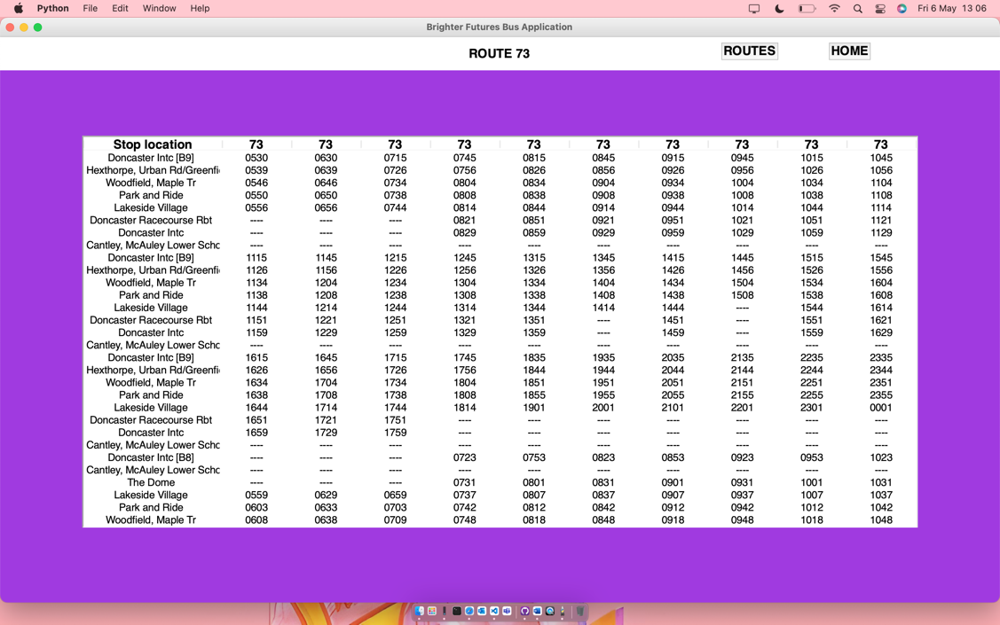 Python File Edit Window Help Fri 6 May 13 06
Brighter Futures Bus Application
ROUTE 73 ROUTES HOME
Stop location 73 73 73 73 73 73 73 73 73 73
Doncaster Intc [B9] 0530 0630 0715 0745 0815 0845 0915 0945 1015 1045
Hexthorpe, Urban Rd/Greenfi 0539 0639 0726 0756 0826 0856 0926 0956 1026 1056
Woodfield, Maple Tr 0546 0646 0734 0804 0834 0904 0934 1004 1034 1104
Park and Ride 0550 0650 0738 0808 0838 0908 0938 1008 1038 1108
Lakeside Village 0556 0656 0744 0814 0844 0914 0944 1014 1044 1114
Doncaster Racecourse Rbt ---- ---- ---- 0821 0851 0921 0951 1021 1051 1121
Doncaster Intc ---- ---- ---- 0829 0859 0929 0959 1029 1059 1129
Cantley, McAuley Lower Scho ---- ---- ---- ---- ---- ---- ---- ---- ---- ----
Doncaster Intc [B9] 1115 1145 1215 1245 1315 1345 1415 1445 1515 1545
Hexthorpe, Urban Rd/Greenfi 1126 1156 1226 1256 1326 1356 1426 1456 1526 1556
Woodfield, Maple Tr 1134 1204 1234 1304 1334 1404 1434 1504 1534 1604
Park and Ride 1138 1208 1238 1308 1338 1408 1438 1508 1538 1608
Lakeside Village 1144 1214 1244 1314 1344 1414 1444 ---- 1544 1614
Doncaster Racecourse Rbt 1151 1221 1251 1321 1351 ---- 1451 ---- 1551 1621
Doncaster Intc 1159 1229 1259 1329 1359 ---- 1459 ---- 1559 1629
Cantley, McAuley Lower Scho ---- ---- ---- ---- ---- ---- ---- ---- ---- ----
Doncaster Intc [B9] 1615 1645 1715 1745 1835 1935 2035 2135 2235 2335
Hexthorpe, Urban Rd/Greenfi 1626 1656 1726 1756 1844 1944 2044 2144 2244 2344
Woodfield, Maple Tr 1634 1704 1734 1804 1851 1951 2051 2151 2251 2351
Park and Ride 1638 1708 1738 1808 1855 1955 2055 2155 2255 2355
Lakeside Village 1644 1714 1744 1814 1901 2001 2101 2201 2301 0001
Doncaster Racecourse Rbt 1651 1721 1751 ---- ---- ---- ---- ---- ---- ----
Doncaster Intc 1659 1729 1759 ---- ---- ---- ---- ---- ---- ----
Cantley, McAuley Lower Scho ---- ---- ---- ---- ---- ---- ---- ---- ---- ----
Doncaster Intc [B8] ---- ---- ---- 0723 0753 0823 0853 0923 0953 1023
Cantley, McAuley Lower Scho ---- ---- ---- ---- ---- ---- ---- ---- ---- ----
The Dome ---- ---- ---- 0731 0801 0831 0901 0931 1001 1031
Lakeside Village 0559 0629 0659 0737 0807 0837 0907 0937 1007 1037
Park and Ride 0603 0633 0703 0742 0812 0842 0912 0942 1012 1042
Woodfield, Maple Tr 0608 0638 0709 0748 0818 0848 0918 0948 1018 1048